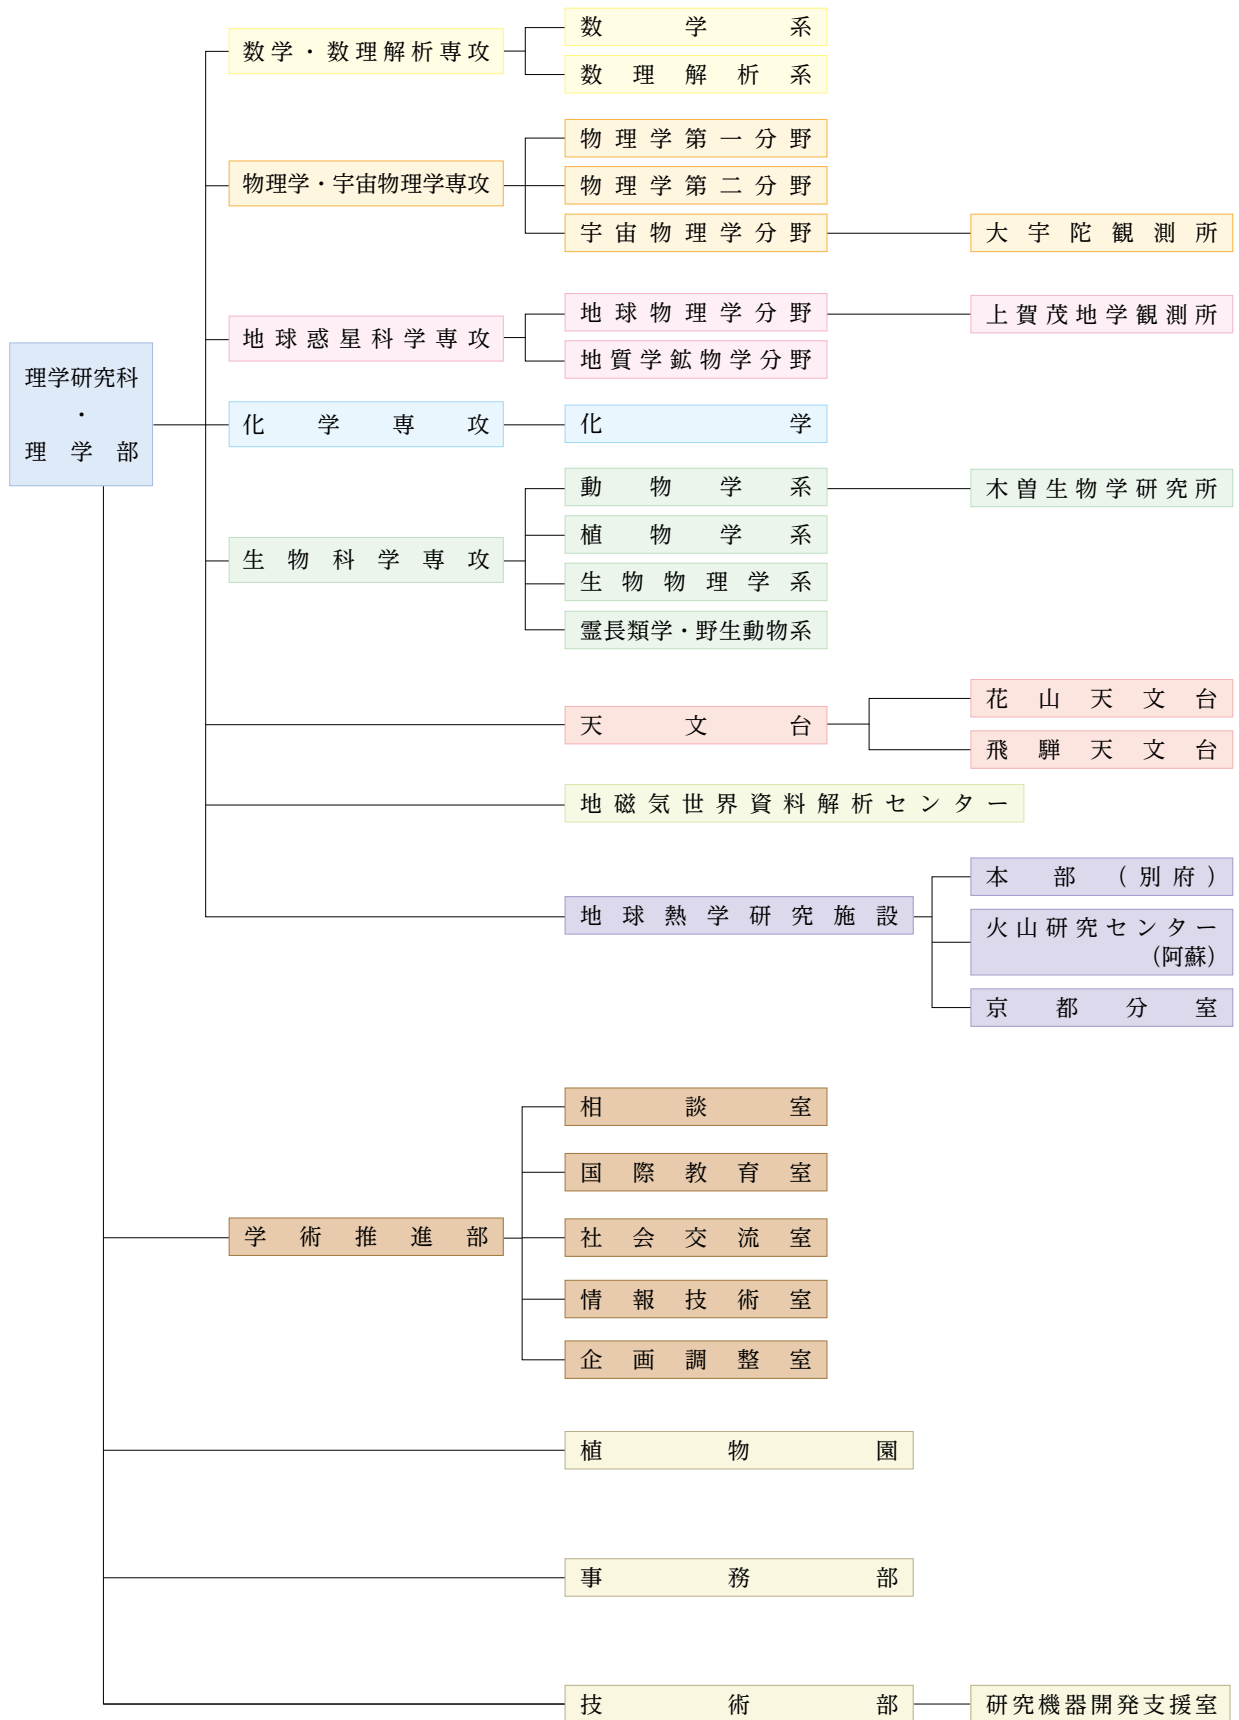 理学研究科
・
理学部
数学・数理解析専攻
数学系
数理解析系
物理学・宇宙物理学専攻
物理学第一分野
物理学第二分野
宇宙物理学分野
大宇陀観測所
地球惑星科学専攻
地球物理学分野
上賀茂地学観測所
地質学鉱物学分野
化学専攻
化学
生物科学専攻
動物学系
木曽生物学研究所
植物学系
生物物理学系
霊長類学・野生動物系
天文台
花山天文台
飛騨天文台
地磁気世界資料解析センター
地球熱学研究施設
本部（別府）
火山研究センター
（阿蘇）
京都分室
学術推進部
相談室
国際教育室
社会交流室
情報技術室
企画調整室
植物園
事務部
技術部
研究機器開発支援室